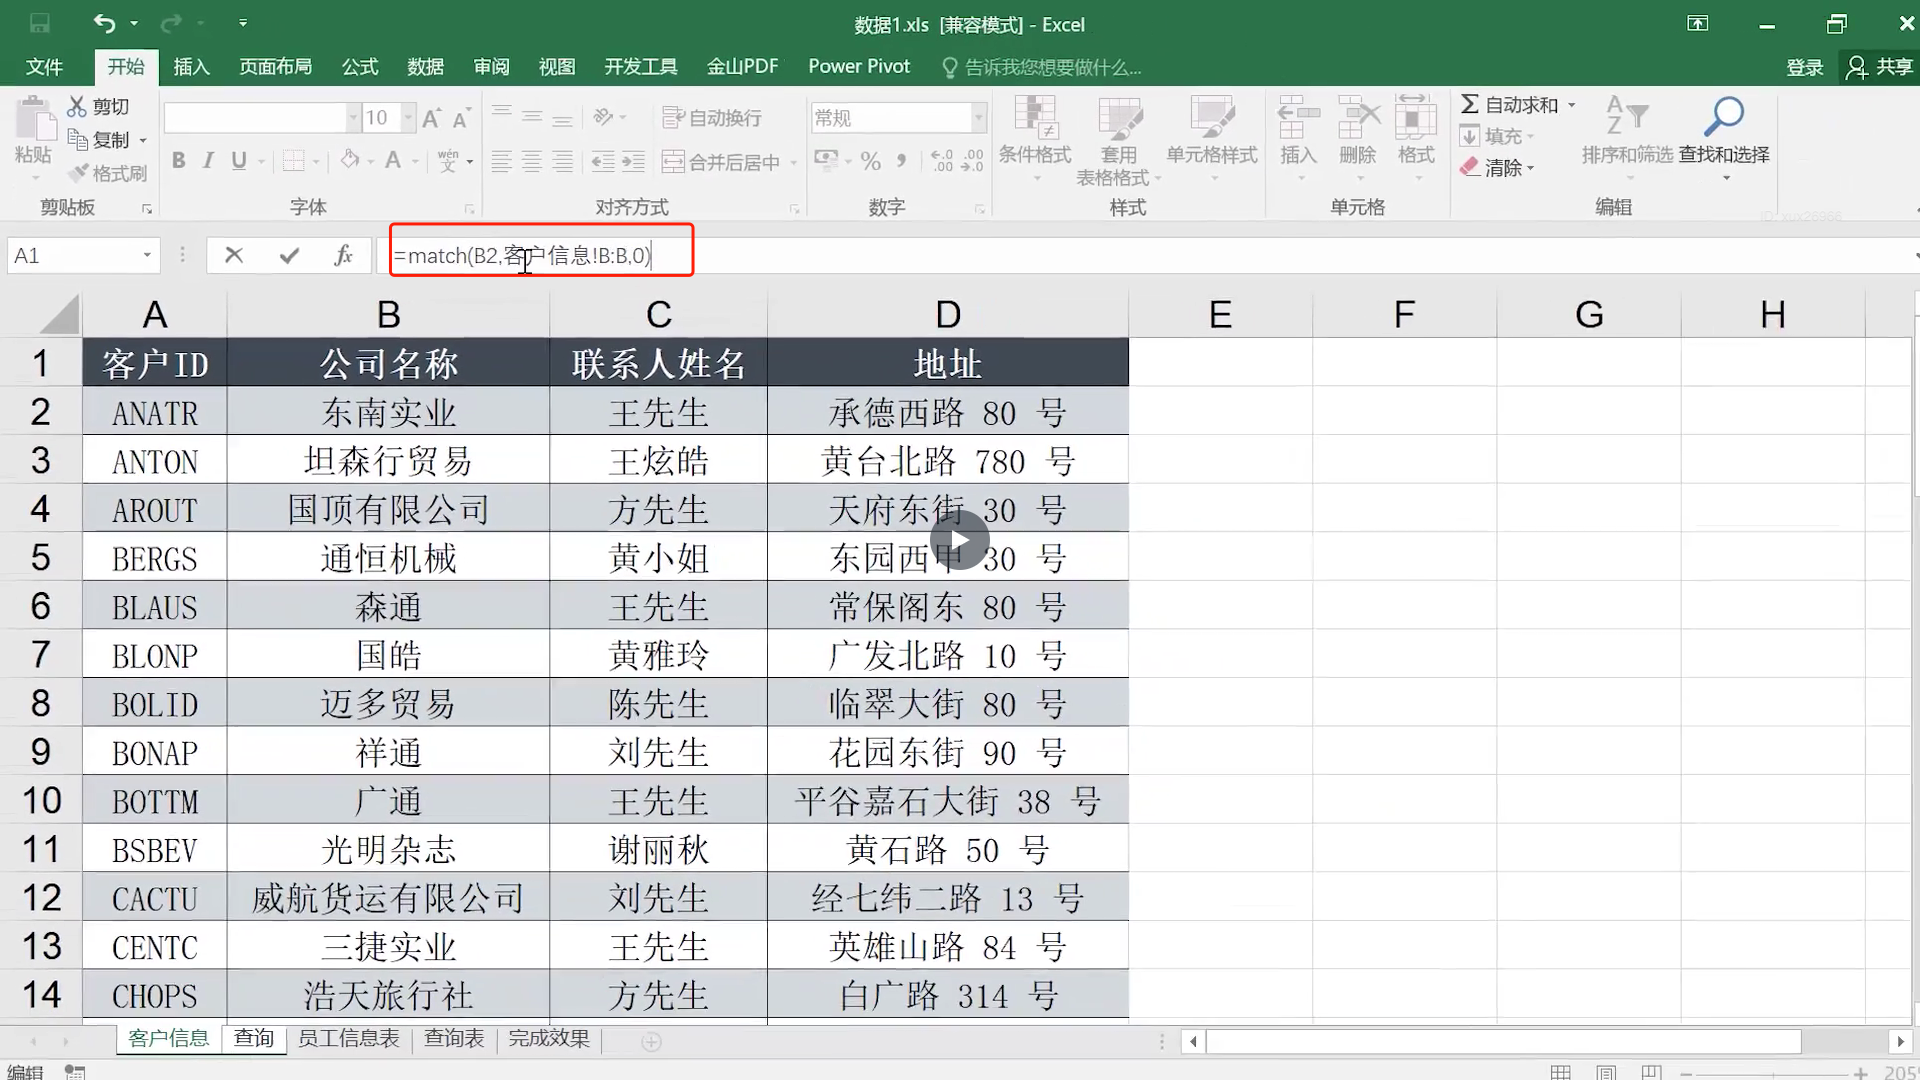 数据1.xls [兼容模式] - Excel
文件 开始 插入 页面布局 公式 数据 审阅 视图 开发工具 金山PDF Power Pivot 告诉我您想要做什么... 登录 共享
粘贴 剪切 复制 格式刷 剪贴板
10 A A B I U A wén 文 字体
自动换行 合并后居中 对齐方式
常规 % , .00 数字
条件格式 套用表格格式 单元格样式 样式
插入 删除 格式 单元格
自动求和 填充 清除 排序和筛选 查找和选择 编辑
A1 fx =match(B2,客户信息!B:B,0)
A B C D E F G H
1 客户ID 公司名称 联系人姓名 地址
2 ANATR 东南实业 王先生 承德西路 80 号
3 ANTON 坦森行贸易 王炫皓 黄台北路 780 号
4 AROUT 国顶有限公司 方先生 天府东街 30 号
5 BERGS 通恒机械 黄小姐 东园西甲 30 号
6 BLAUS 森通 王先生 常保阁东 80 号
7 BLONP 国皓 黄雅玲 广发北路 10 号
8 BOLID 迈多贸易 陈先生 临翠大街 80 号
9 BONAP 祥通 刘先生 花园东街 90 号
10 BOTTM 广通 王先生 平谷嘉石大街 38 号
11 BSBEV 光明杂志 谢丽秋 黄石路 50 号
12 CACTU 威航货运有限公司 刘先生 经七纬二路 13 号
13 CENTC 三捷实业 王先生 英雄山路 84 号
14 CHOPS 浩天旅行社 方先生 白广路 314 号
客户信息 查询 员工信息表 查询表 完成效果
编辑